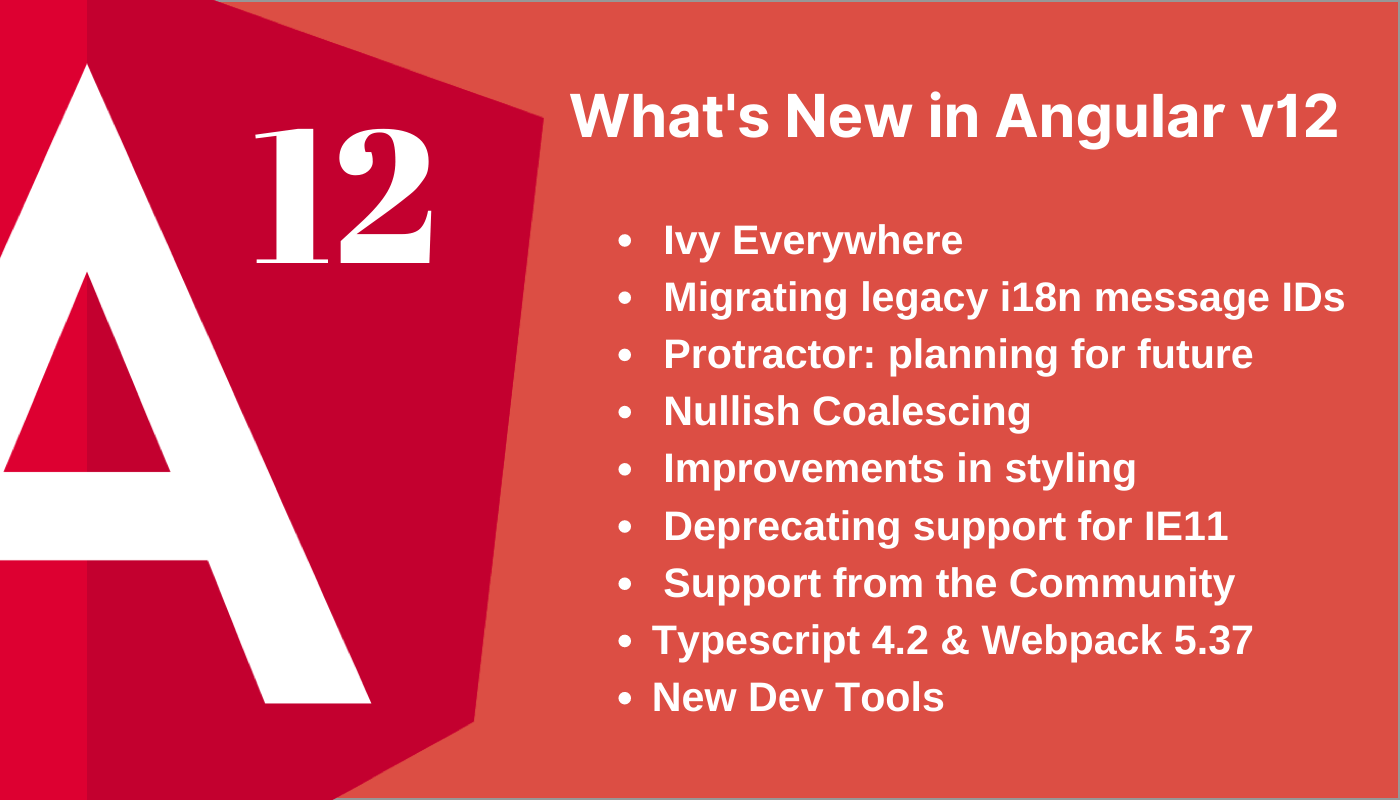 12
What's New in Angular v12
• Ivy Everywhere
• Migrating legacy i18n message IDs
• Protractor: planning for future
• Nullish Coalescing
• Improvements in styling
• Deprecating support for IE11
• Support from the Community
• Typescript 4.2 & Webpack 5.37
• New Dev Tools